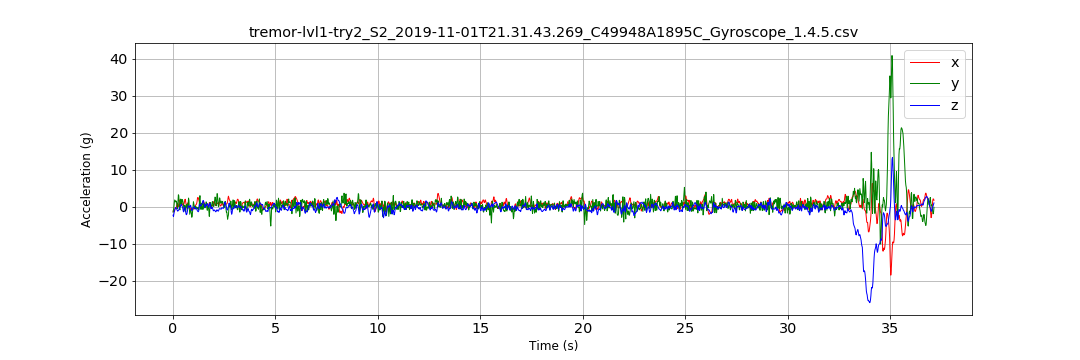 tremor-lvl1-try2_S2_2019-11-01T21.31.43.269_C49948A1895C_Gyroscope_1.4.5.csv
Acceleration (g)
40
30
20
10
0
−10
−20
x
y
z
0 5 10 15 20 25 30 35
Time (s)